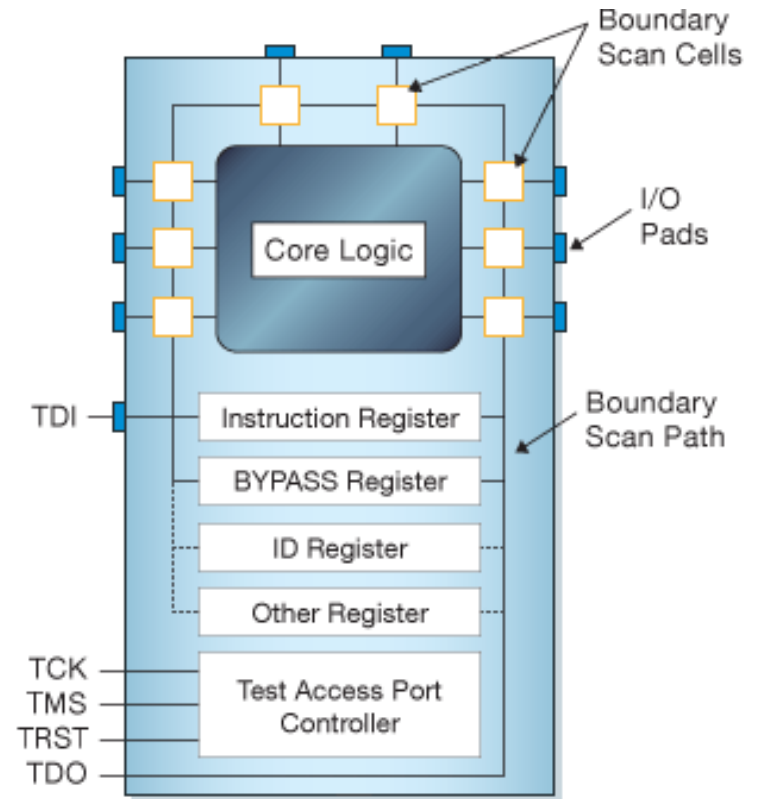 Boundary
Scan Cells
I/O
Pads
Core Logic
TDI
Instruction Register
Boundary
Scan Path
BYPASS Register
ID Register
Other Register
TCK
TMS
TRST
TDO
Test Access Port
Controller